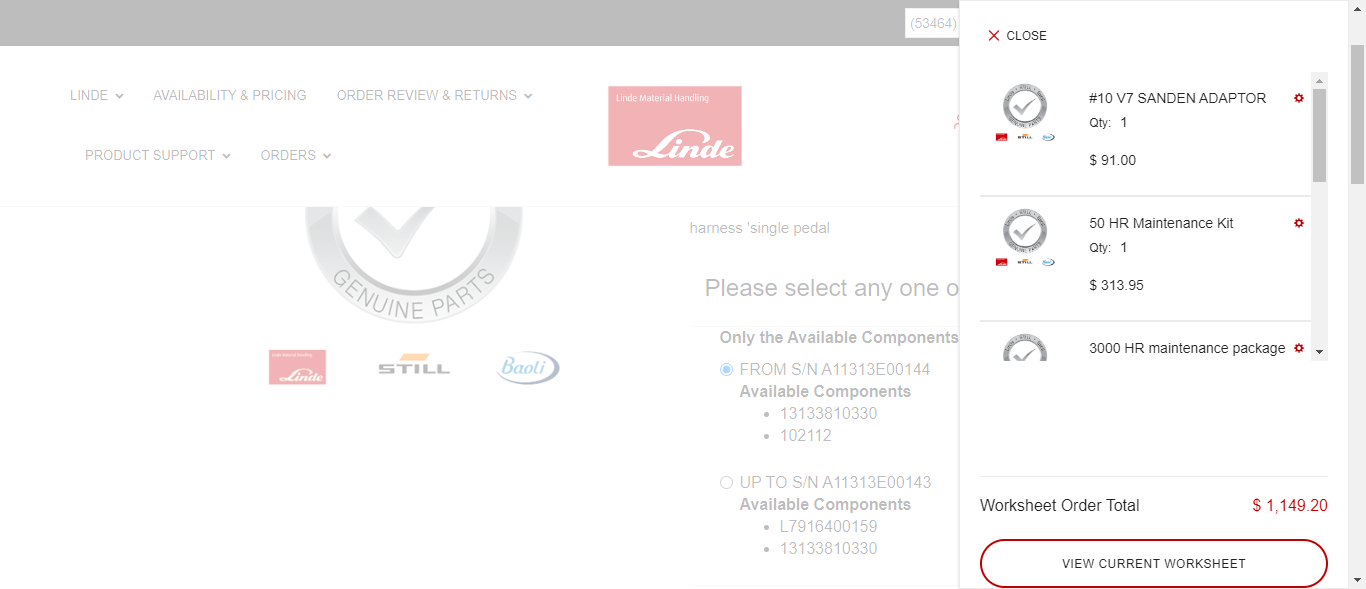 (53464)
LINDE
AVAILABILITY & PRICING
ORDER REVIEW & RETURNS
PRODUCT SUPPORT
ORDERS
Linde Material Handling
Linde
GENUINE PARTS
Linde
STILL
Baoli
harness 'single pedal
Please select any one o
Only the Available Components
FROM S/N A11313E00144
Available Components
13133810330
102112
UP TO S/N A11313E00143
Available Components
L7916400159
13133810330
CLOSE
#10 V7 SANDEN ADAPTOR
Qty: 1
$ 91.00
50 HR Maintenance Kit
Qty: 1
$ 313.95
3000 HR maintenance package
Worksheet Order Total
$ 1,149.20
VIEW CURRENT WORKSHEET